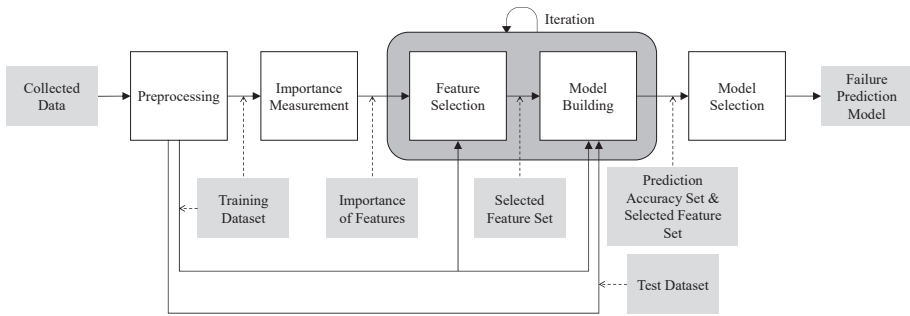 Iteration
Collected
Data
Preprocessing
Importance
Measurement
Feature
Selection
Model
Building
Model
Selection
Failure
Prediction
Model
Training
Dataset
Importance
of Features
Selected
Feature Set
Prediction
Accuracy Set &
Selected Feature
Set
Test Dataset